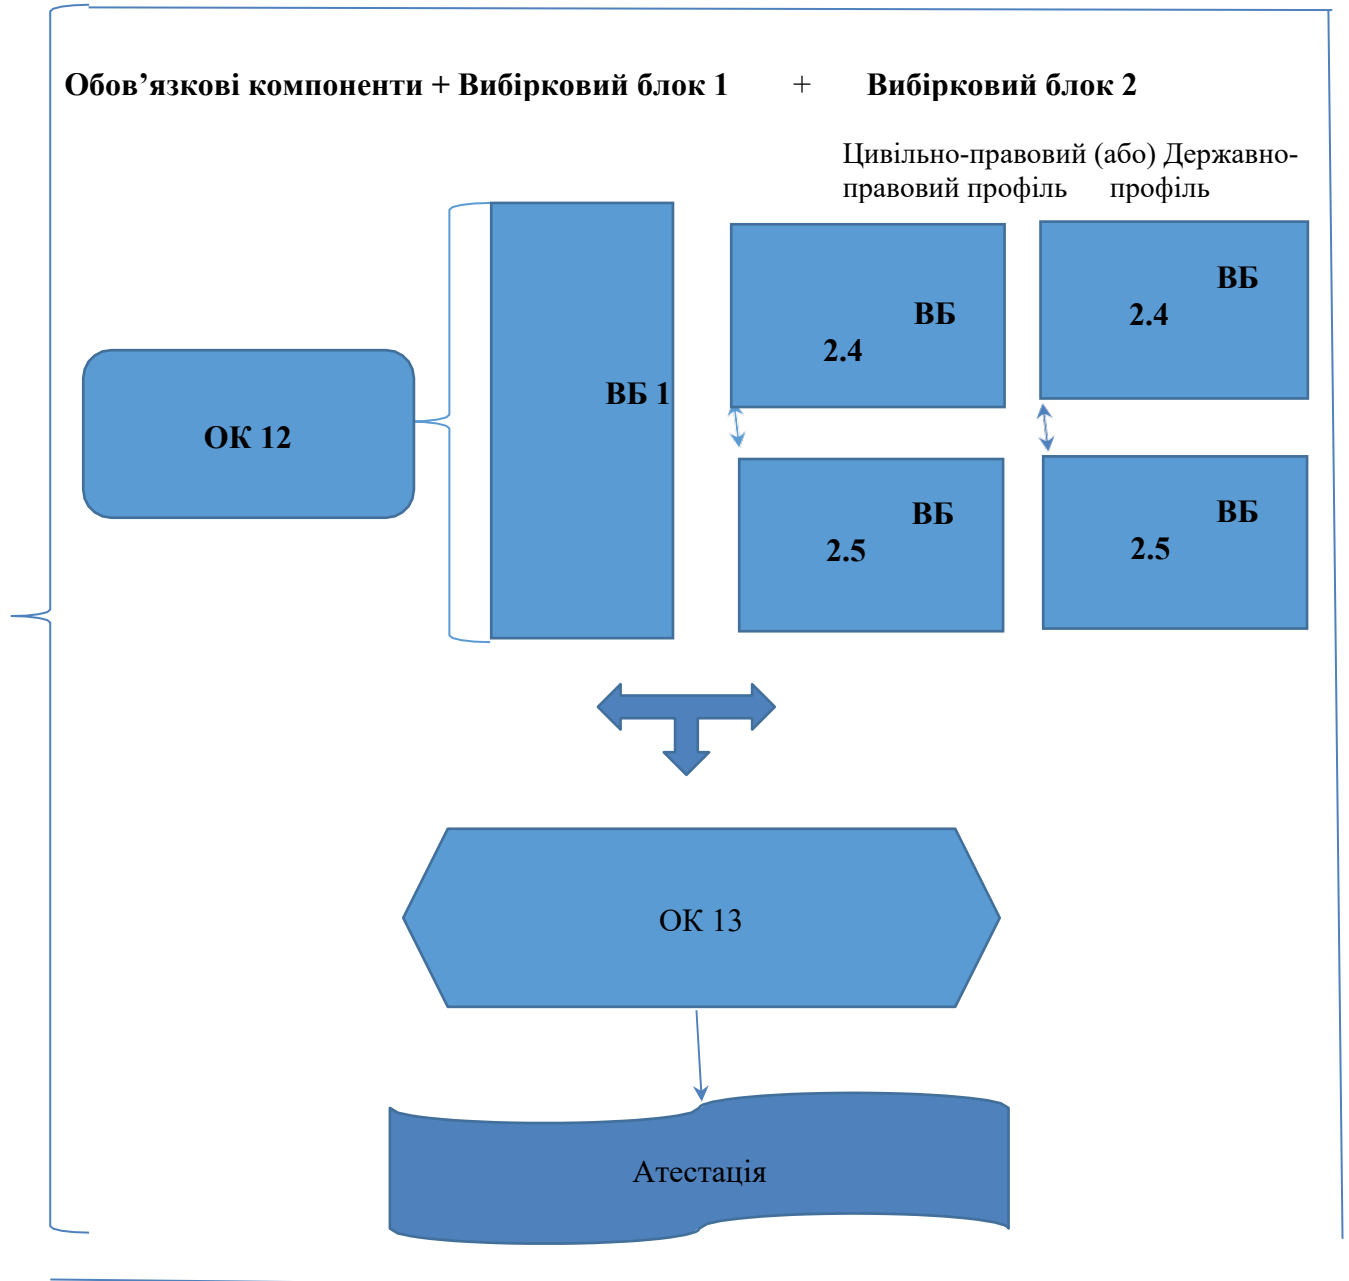 Обов’язкові компоненти + Вибірковий блок 1 + Вибірковий блок 2
Цивільно-правовий (або) Державно-
правовий профіль профіль
ОК 12
ВБ 1
ВБ
2.4
ВБ
2.4
ВБ
2.5
ВБ
2.5
ОК 13
Атестація